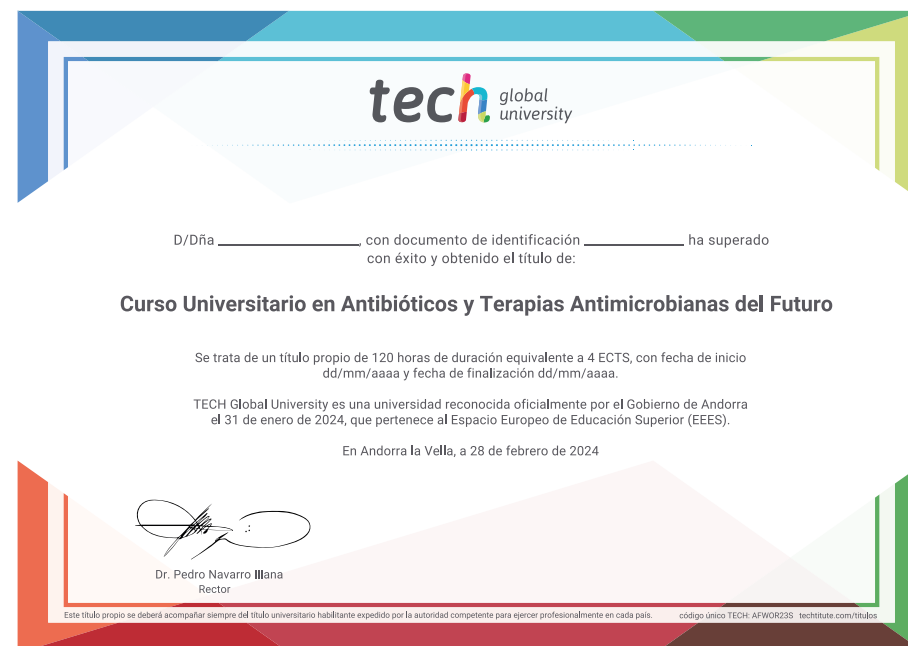 tech global university
D/Dña ____________, con documento de identificación ____________ ha superado
con éxito y obtenido el título de:
Curso Universitario en Antibióticos y Terapias Antimicrobianas del Futuro
Se trata de un título propio de 120 horas de duración equivalente a 4 ECTS, con fecha de inicio
dd/mm/aaaa y fecha de finalización dd/mm/aaaa.
TECH Global University es una universidad reconocida oficialmente por el Gobierno de Andorra
el 31 de enero de 2024, que pertenece al Espacio Europeo de Educación Superior (EEES).
En Andorra la Vella, a 28 de febrero de 2024
Dr. Pedro Navarro Illana
Rector
Este título propio se deberá acompañar siempre del título universitario habilitante expedido por la autoridad competente para ejercer profesionalmente en cada país. código único TECH: AFWOR23S techtitute.com/titulos